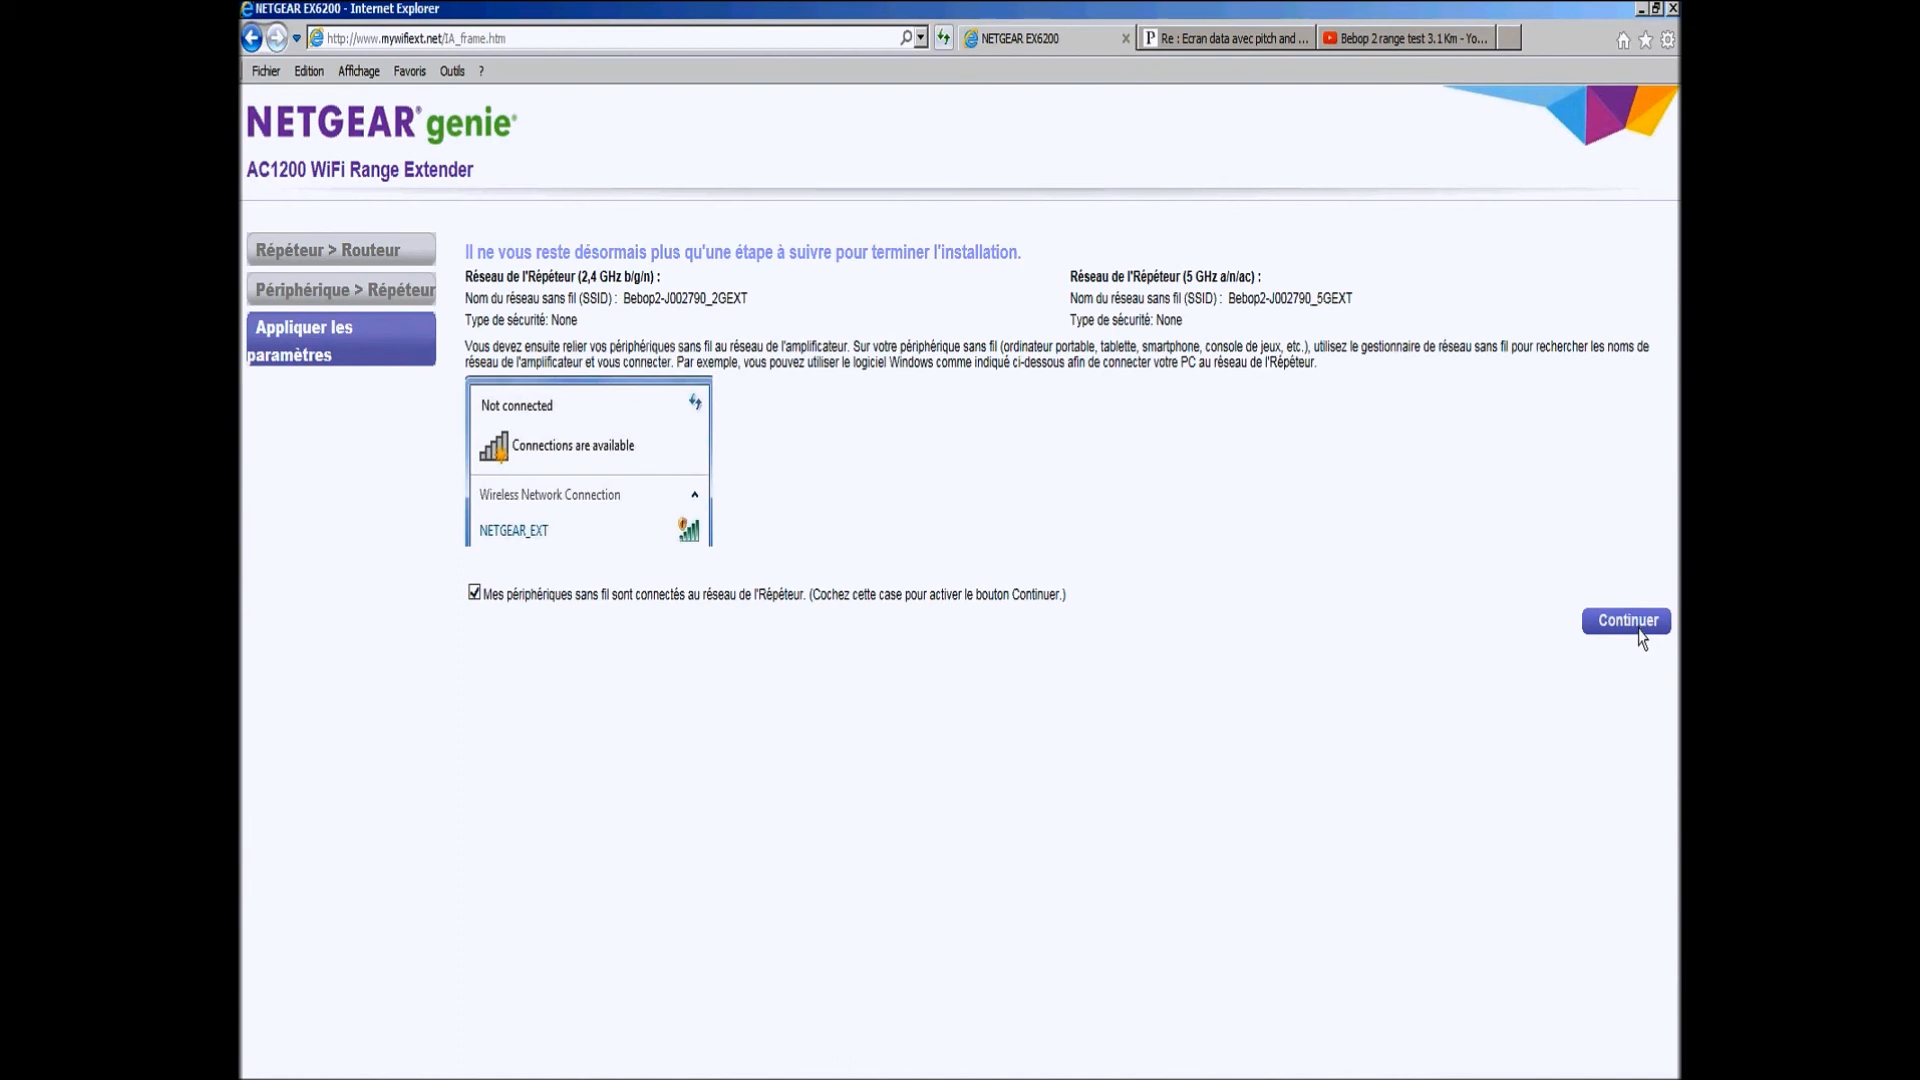 NETGEAR EX6200 - Internet Explorer
http://www.mywifiext.net/IA_frame.htm
NETGEAR EX6200
Re : Ecran data avec pitch and ...
Bebop 2 range test 3.1 Km - Yo...
Fichier Edition Affichage Favoris Outils ?
NETGEAR® genie®
AC1200 WiFi Range Extender
Répéteur > Routeur
Périphérique > Répéteur
Appliquer les
paramètres
Il ne vous reste désormais plus qu'une étape à suivre pour terminer l'installation.
Réseau de l'Répéteur (2,4 GHz b/g/n) :
Nom du réseau sans fil (SSID) : Bebop2-J002790_2GEXT
Type de sécurité: None
Réseau de l'Répéteur (5 GHz a/n/ac) :
Nom du réseau sans fil (SSID) : Bebop2-J002790_5GEXT
Type de sécurité: None
Vous devez ensuite relier vos périphériques sans fil au réseau de l'amplificateur. Sur votre périphérique sans fil (ordinateur portable, tablette, smartphone, console de jeux, etc.), utilisez le gestionnaire de réseau sans fil pour rechercher les noms de
réseau de l'amplificateur et vous connecter. Par exemple, vous pouvez utiliser le logiciel Windows comme indiqué ci-dessous afin de connecter votre PC au réseau de l'Répéteur.
Not connected
Connections are available
Wireless Network Connection
NETGEAR_EXT
Mes périphériques sans fil sont connectés au réseau de l'Répéteur. (Cochez cette case pour activer le bouton Continuer.)
Continuer